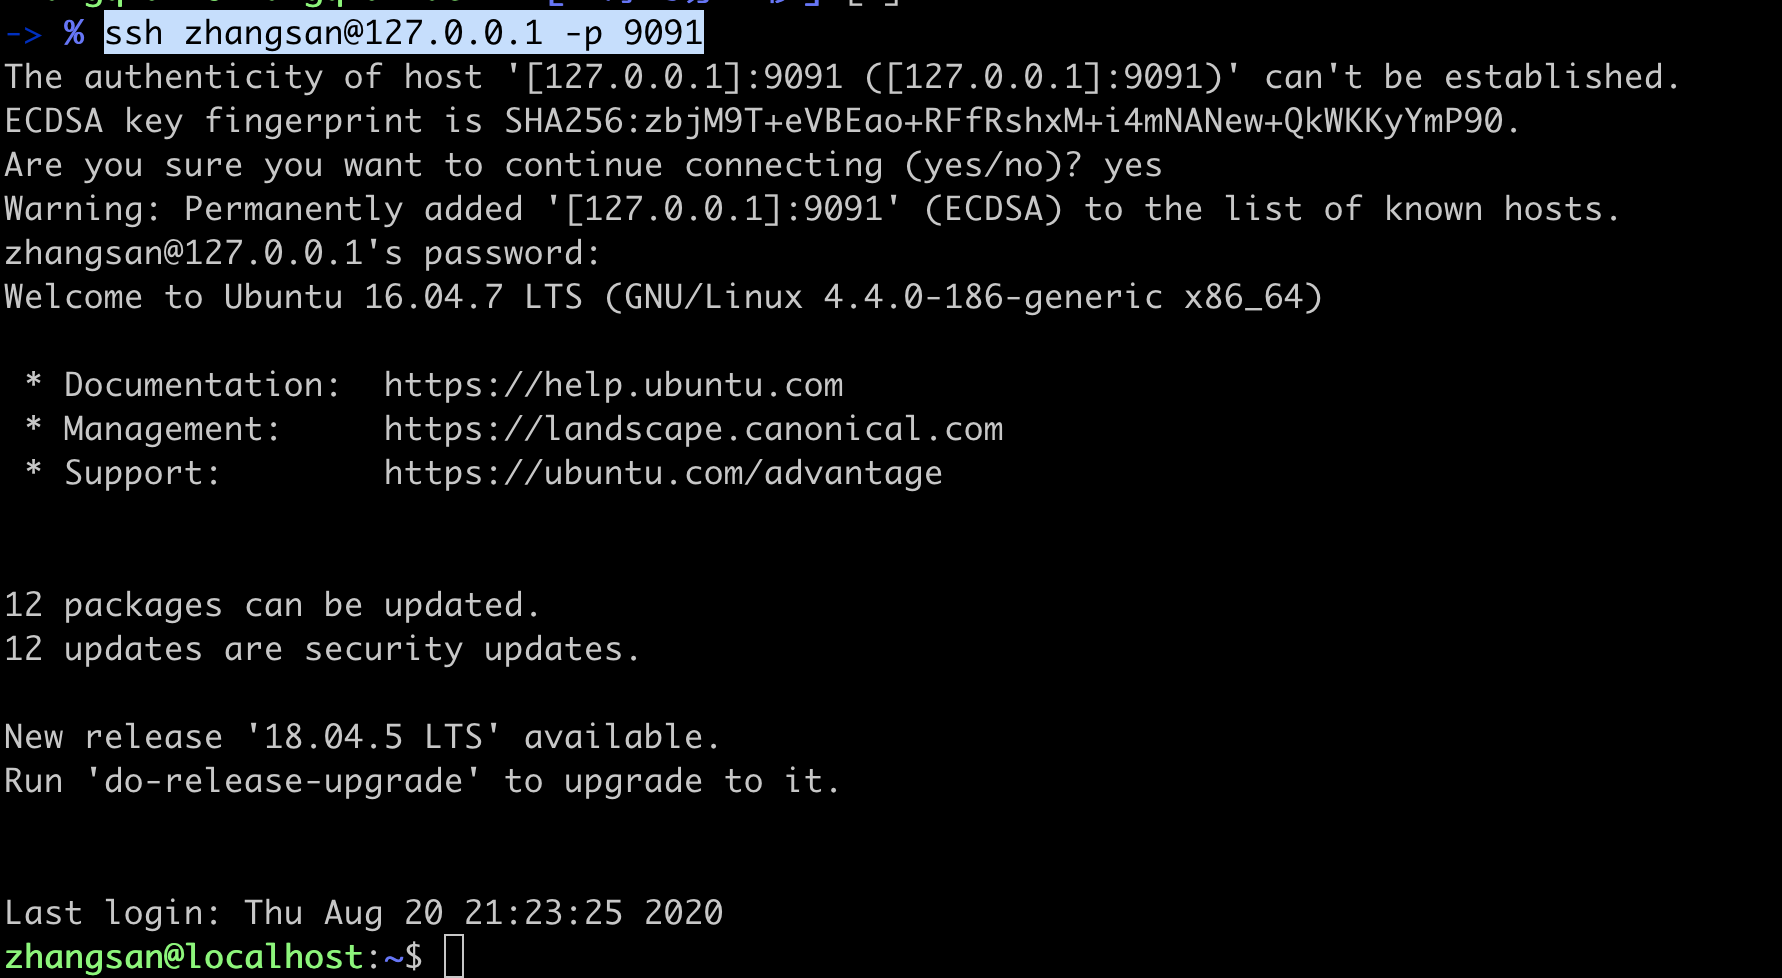 -> % ssh zhangsan@127.0.0.1 -p 9091
The authenticity of host '[127.0.0.1]:9091 ([127.0.0.1]:9091)' can't be established.
ECDSA key fingerprint is SHA256:zbjM9T+eVBEao+RFfRshxM+i4mNANew+QkWKKyYmP90.
Are you sure you want to continue connecting (yes/no)? yes
Warning: Permanently added '[127.0.0.1]:9091' (ECDSA) to the list of known hosts.
zhangsan@127.0.0.1's password:
Welcome to Ubuntu 16.04.7 LTS (GNU/Linux 4.4.0-186-generic x86_64)
* Documentation:  https://help.ubuntu.com
* Management:     https://landscape.canonical.com
* Support:        https://ubuntu.com/advantage
12 packages can be updated.
12 updates are security updates.
New release '18.04.5 LTS' available.
Run 'do-release-upgrade' to upgrade to it.
Last login: Thu Aug 20 21:23:25 2020
zhangsan@localhost:~$